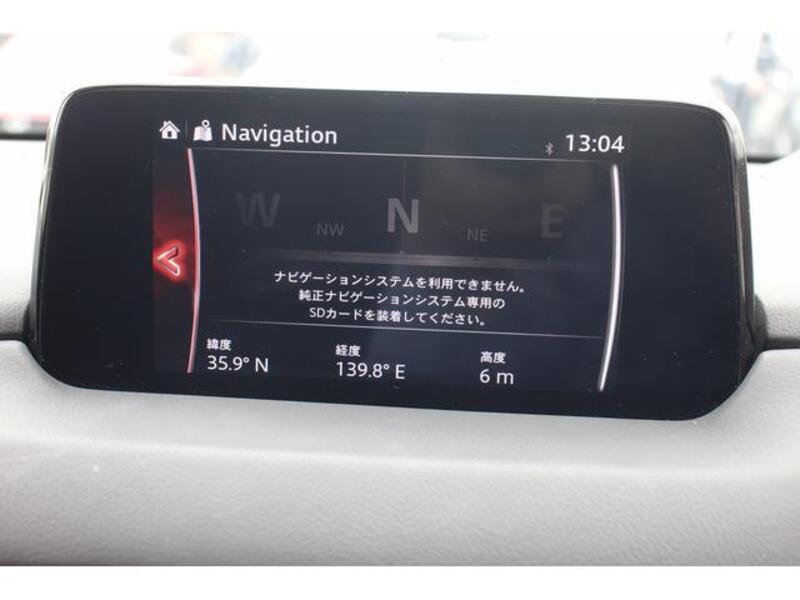 Navigation
13:04
W NW N NE E
ナビゲーションシステムを利用できません。
純正ナビゲーションシステム専用の
SDカードを装着してください。
緯度 経度 高度
35.9° N 139.8° E 6 m